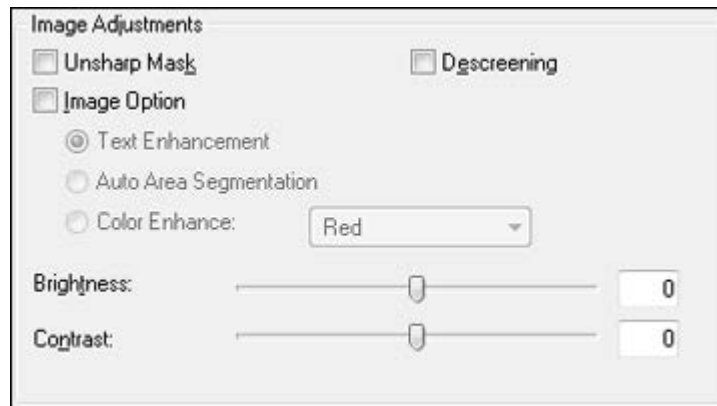 Image Adjustments
Unsharp Mask Descreening
Image Option
Text Enhancement
Auto Area Segmentation
Color Enhance: Red
Brightness: 0
Contrast: 0